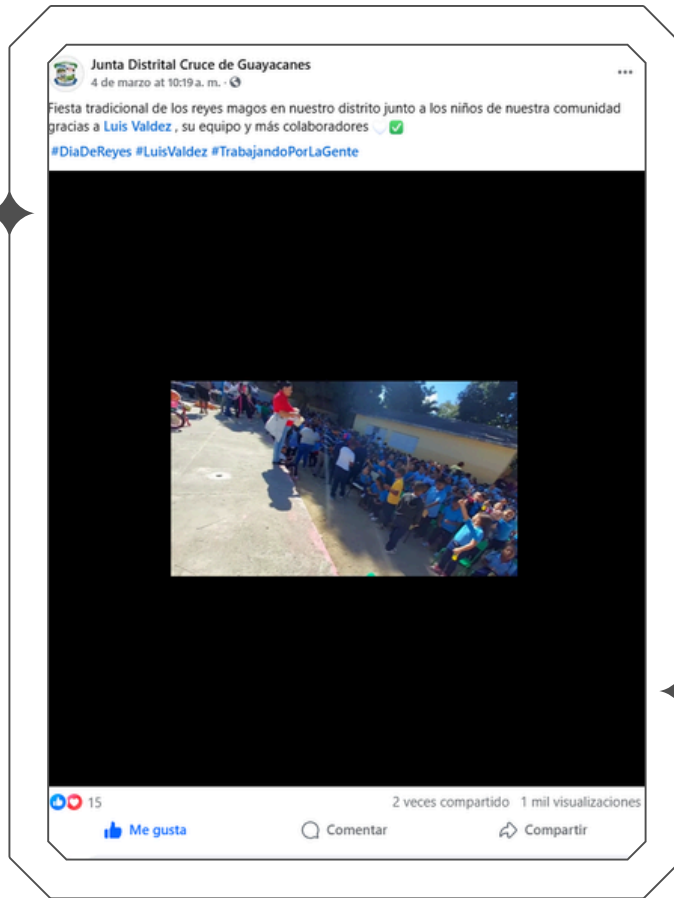 Junta Distrital Cruce de Guayacanes
4 de marzo at 10:19 a. m. ·
Fiesta tradicional de los reyes magos en nuestro distrito junto a los niños de nuestra comunidad
gracias a Luis Valdez , su equipo y más colaboradores
#DiaDeReyes #LuisValdez #TrabajandoPorLaGente
15
2 veces compartido 1 mil visualizaciones
Me gusta Comentar Compartir